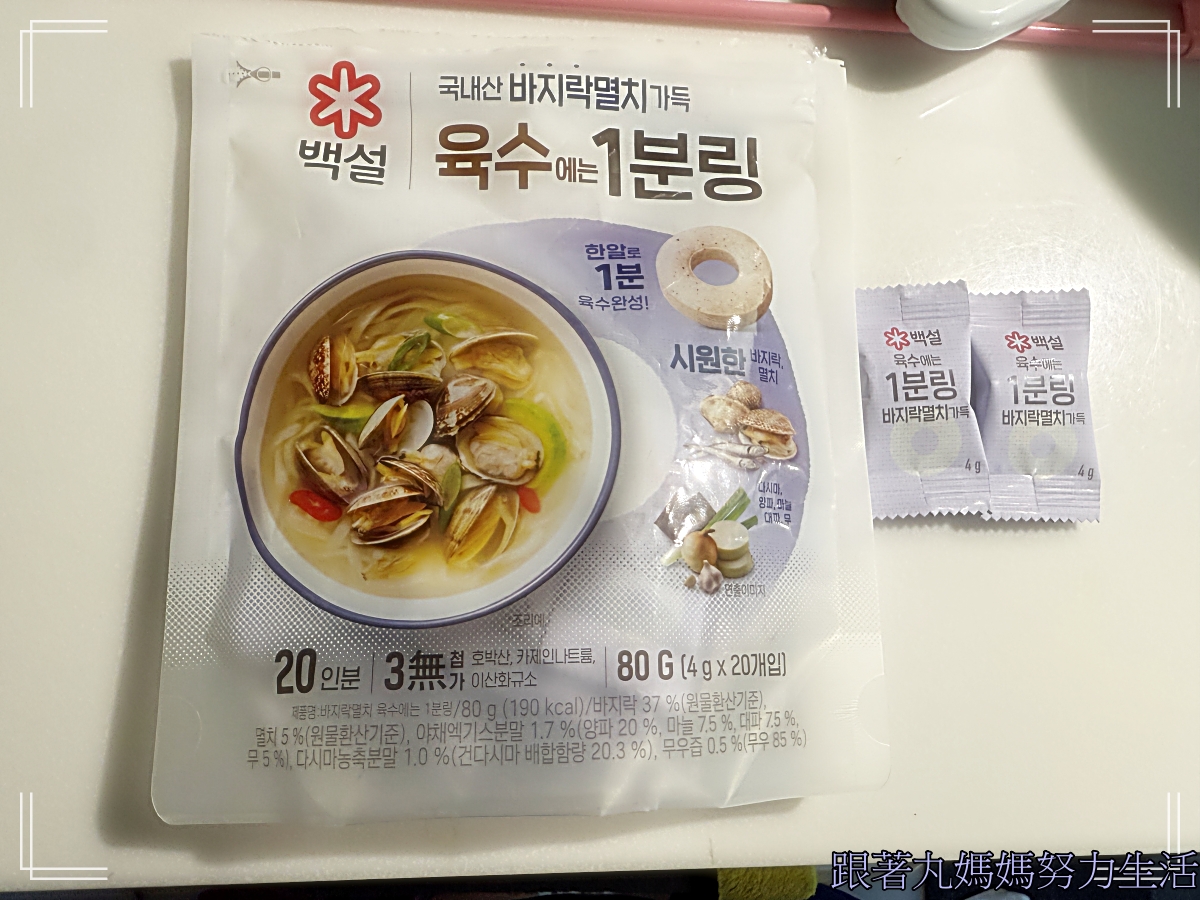 백설
국내산 바지락멸치가득
육수에는1분링
한알로
1분
육수완성!
시원한 바지락,
멸치
다시마,
양파, 마늘
대파, 무
연출이미지
조리예
20인분
3無첨가 호박산, 카제인나트륨,
이산화규소
80 G (4 g x 20개입)
제품명:바지락멸치 육수에는 1분링/80 g (190 kcal)/바지락 37 %(원물환산기준),
멸치 5 %(원물환산기준), 야채엑기스분말 1.7 %(양파 20 %, 마늘 7.5 %, 대파 7.5 %,
무 5 %), 다시마농축분말 1.0 %(건다시마 배합함량 20.3 %), 무우즙 0.5 %(무우 85 %)
백설
육수에는
1분링
바지락멸치가득
4 g
백설
육수에는
1분링
바지락멸치가득
4 g
跟著丸媽媽努力生活